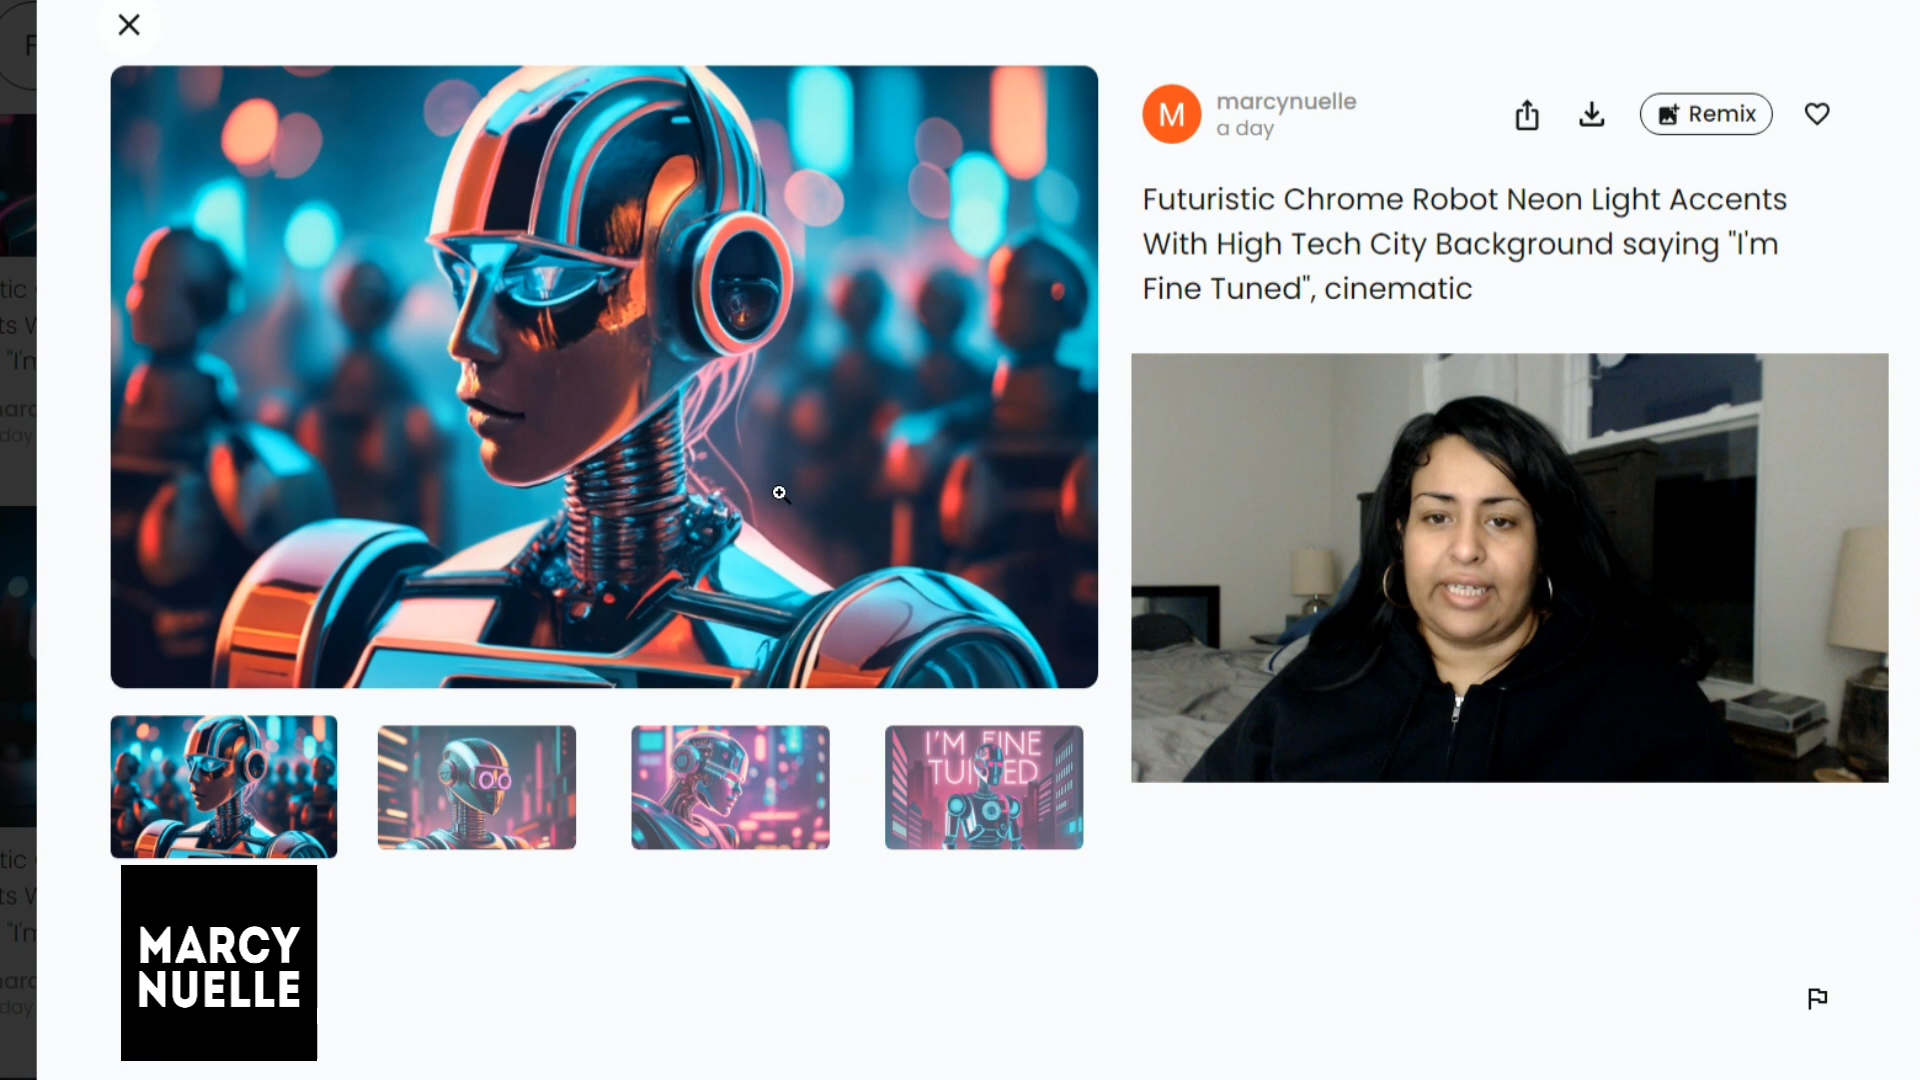 marcynuelle
a day
M
Remix
Futuristic Chrome Robot Neon Light Accents
With High Tech City Background saying "I'm
Fine Tuned", cinematic
I'M FINE
TUNED
MARCY
NUELLE